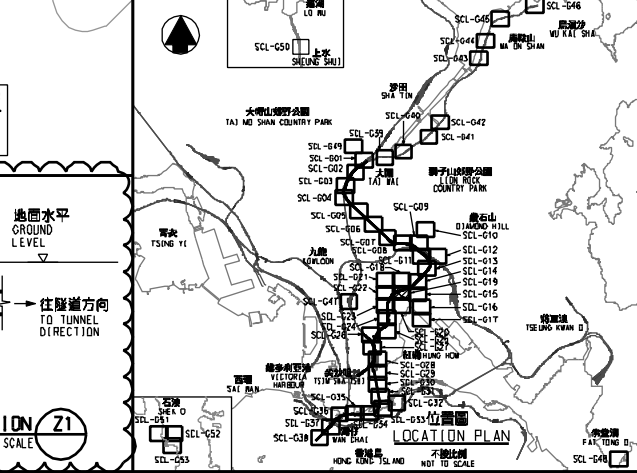 LO WU
SCL-G50
上水
SHEUNG SHUI
SCL-G46
SCL-G45
烏溪沙
WU KAI SHA
SCL-G44
馬鞍山
MA ON SHAN
SCL-G43
沙田
SHA TIN
大帽山郊野公園
TAI MO SHAN COUNTRY PARK
SCL-G40
SCL-G42
SCL-G39
SCL-G41
SCL-G49
SCL-G01
SCL-G02
大圍
TAI WAI
獅子山郊野公園
LION ROCK
COUNTRY PARK
SCL-G03
SCL-G04
SCL-G09
SCL-G05
鑽石山
DIAMOND HILL
SCL-G06
SCL-G10
SCL-G07
SCL-G08
SCL-G11
SCL-G12
SCL-G13
SCL-G14
SCL-G19
SCL-G15
SCL-G16
SCL-G17
地面水平
GROUND
LEVEL
青衣
TSING YI
九龍
KOWLOON
SCL-G18
SCL-G21
SCL-G22
SCL-G47
SCL-G23
SCL-G24
SCL-G26
SCL-G20
SCL-G27
往隧道方向
TO TUNNEL
DIRECTION
將軍澳
TSEUNG KWAN O
紅磡
HUNG HOM
SCL-G28
SCL-G29
SCL-G30
SCL-G31
SCL-G32
維多利亞港
VICTORIA
HARBOUR
尖沙咀
TSIM SHA TSUI
西環
SAI WAN
SCL-G35
SCL-G36
SCL-G37
SCL-G38
SCL-G34
SCL-G33
灣仔
WAN CHAI
香港島
HONG KONG ISLAND
石澳
SHEK O
SCL-G51
SCL-G52
SCL-G53
ION
Z1
SCALE
位置圖
LOCATION PLAN
不按比例
NOT TO SCALE
佛堂澳
FAT TONG O
SCL-G48